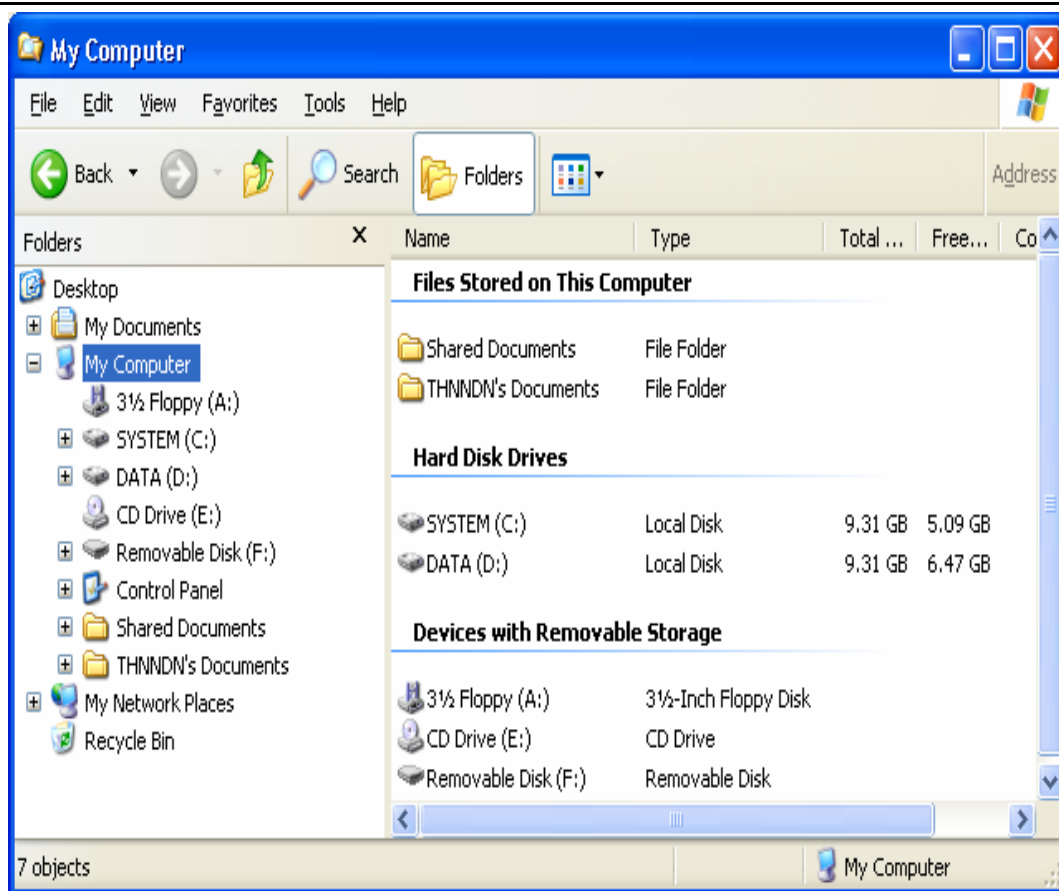 My Computer
File Edit View Favorites Tools Help
Back Search Folders Address
Folders X
Desktop
My Documents
My Computer
3½ Floppy (A:)
SYSTEM (C:)
DATA (D:)
CD Drive (E:)
Removable Disk (F:)
Control Panel
Shared Documents
THNNDN's Documents
My Network Places
Recycle Bin
Name Type Total ... Free... Co
Files Stored on This Computer
Shared Documents File Folder
THNNDN's Documents File Folder
Hard Disk Drives
SYSTEM (C:) Local Disk 9.31 GB 5.09 GB
DATA (D:) Local Disk 9.31 GB 6.47 GB
Devices with Removable Storage
3½ Floppy (A:) 3½-Inch Floppy Disk
CD Drive (E:) CD Drive
Removable Disk (F:) Removable Disk
7 objects My Computer